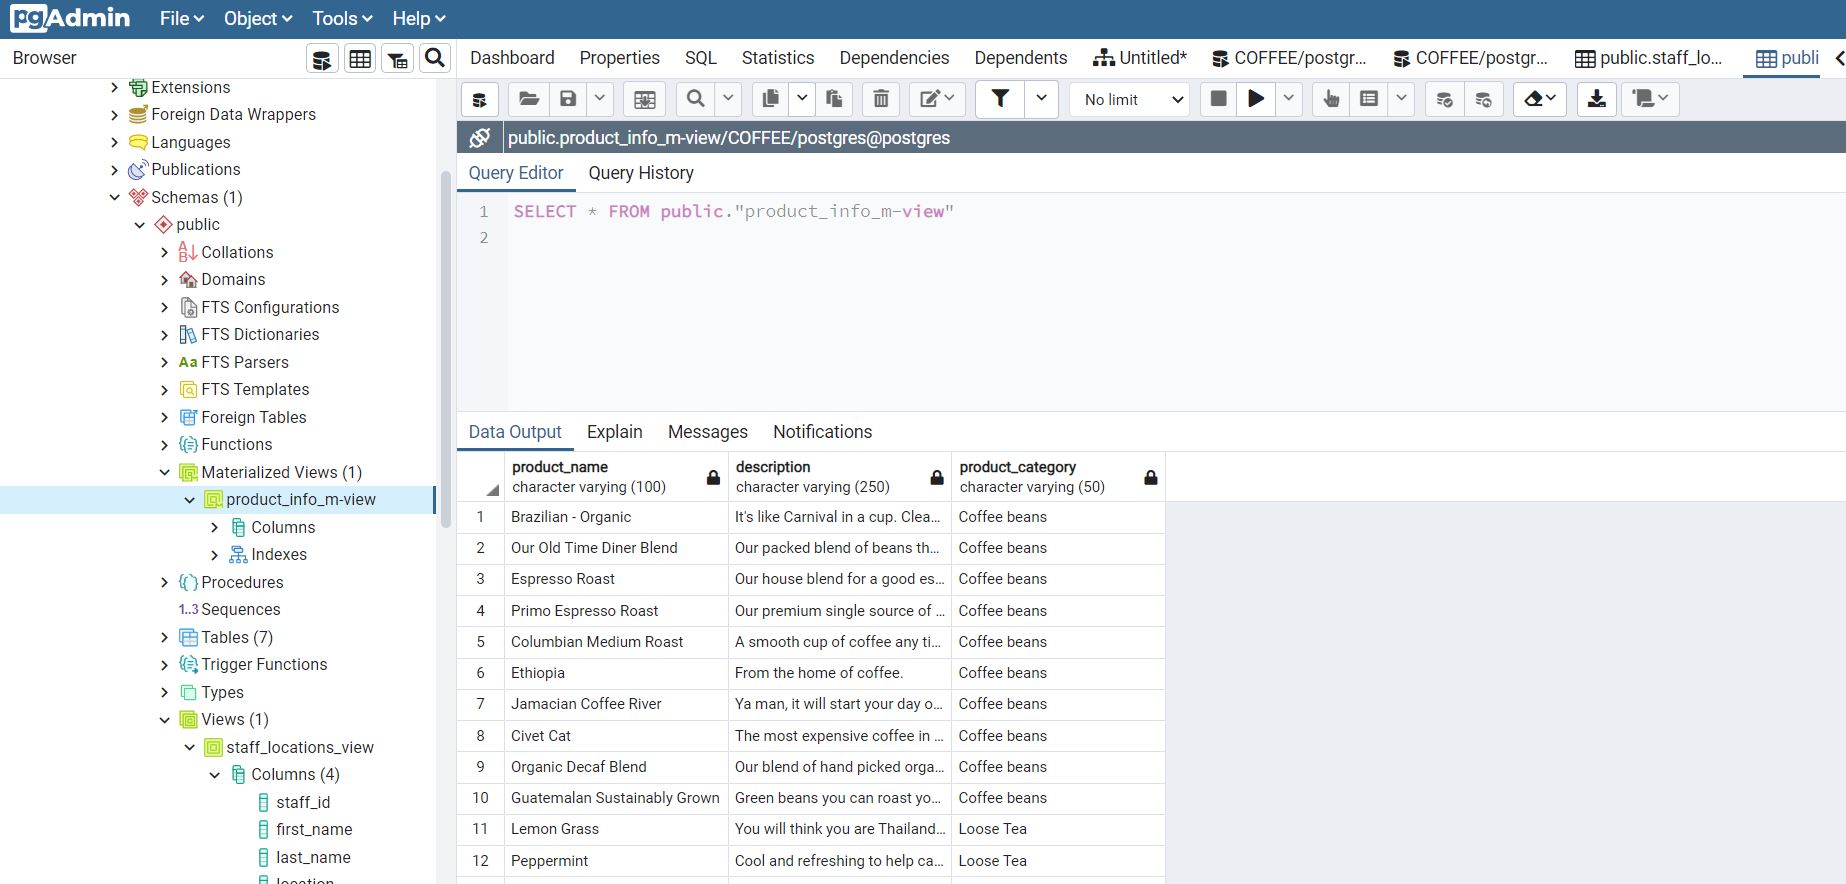 pgAdmin File Object Tools Help
Browser
Dashboard Properties SQL Statistics Dependencies Dependents Untitled* COFFEE/postgr... COFFEE/postgr... public.staff_lo... publi
Extensions
Foreign Data Wrappers
Languages
Publications
Schemas (1)
public
Collations
Domains
FTS Configurations
FTS Dictionaries
Aa FTS Parsers
FTS Templates
Foreign Tables
Functions
Materialized Views (1)
product_info_m-view
Columns
Indexes
Procedures
1..3 Sequences
Tables (7)
Trigger Functions
Types
Views (1)
staff_locations_view
Columns (4)
staff_id
first_name
last_name
location
No limit
public.product_info_m-view/COFFEE/postgres@postgres
Query Editor Query History
1 SELECT * FROM public."product_info_m-view"
2
Data Output Explain Messages Notifications
product_name description product_category
character varying (100) character varying (250) character varying (50)
1 Brazilian - Organic It's like Carnival in a cup. Clea... Coffee beans
2 Our Old Time Diner Blend Our packed blend of beans th... Coffee beans
3 Espresso Roast Our house blend for a good es... Coffee beans
4 Primo Espresso Roast Our premium single source of ... Coffee beans
5 Columbian Medium Roast A smooth cup of coffee any ti... Coffee beans
6 Ethiopia From the home of coffee. Coffee beans
7 Jamacian Coffee River Ya man, it will start your day o... Coffee beans
8 Civet Cat The most expensive coffee in ... Coffee beans
9 Organic Decaf Blend Our blend of hand picked orga... Coffee beans
10 Guatemalan Sustainably Grown Green beans you can roast yo... Coffee beans
11 Lemon Grass You will think you are Thailand... Loose Tea
12 Peppermint Cool and refreshing to help ca... Loose Tea